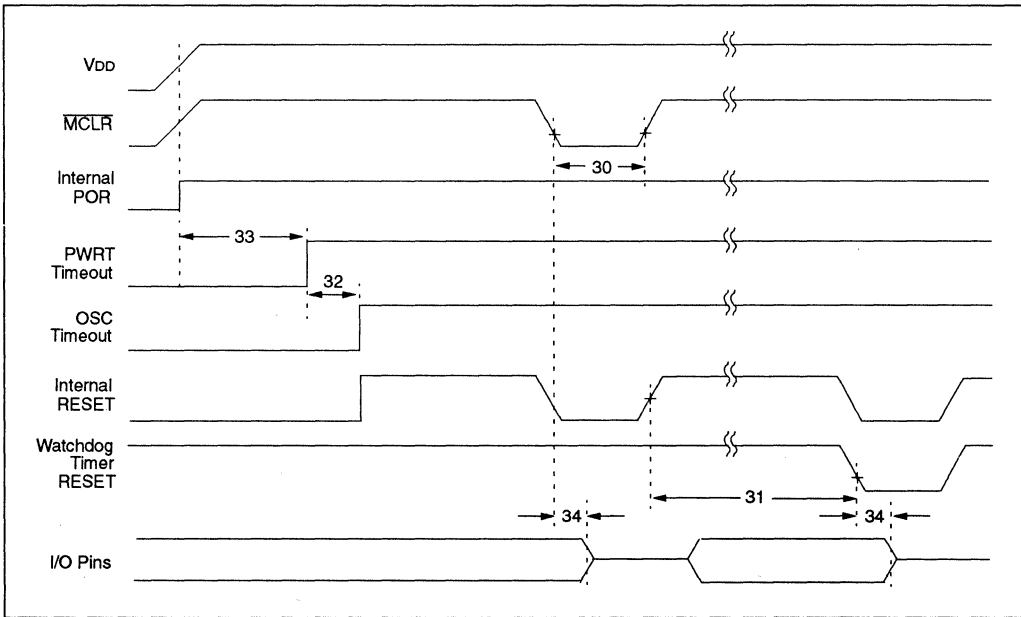 VDD
MCLR
30
Internal
POR
33
PWRT
Timeout
32
OSC
Timeout
Internal
RESET
Watchdog
Timer
RESET
31
34
34
I/O Pins